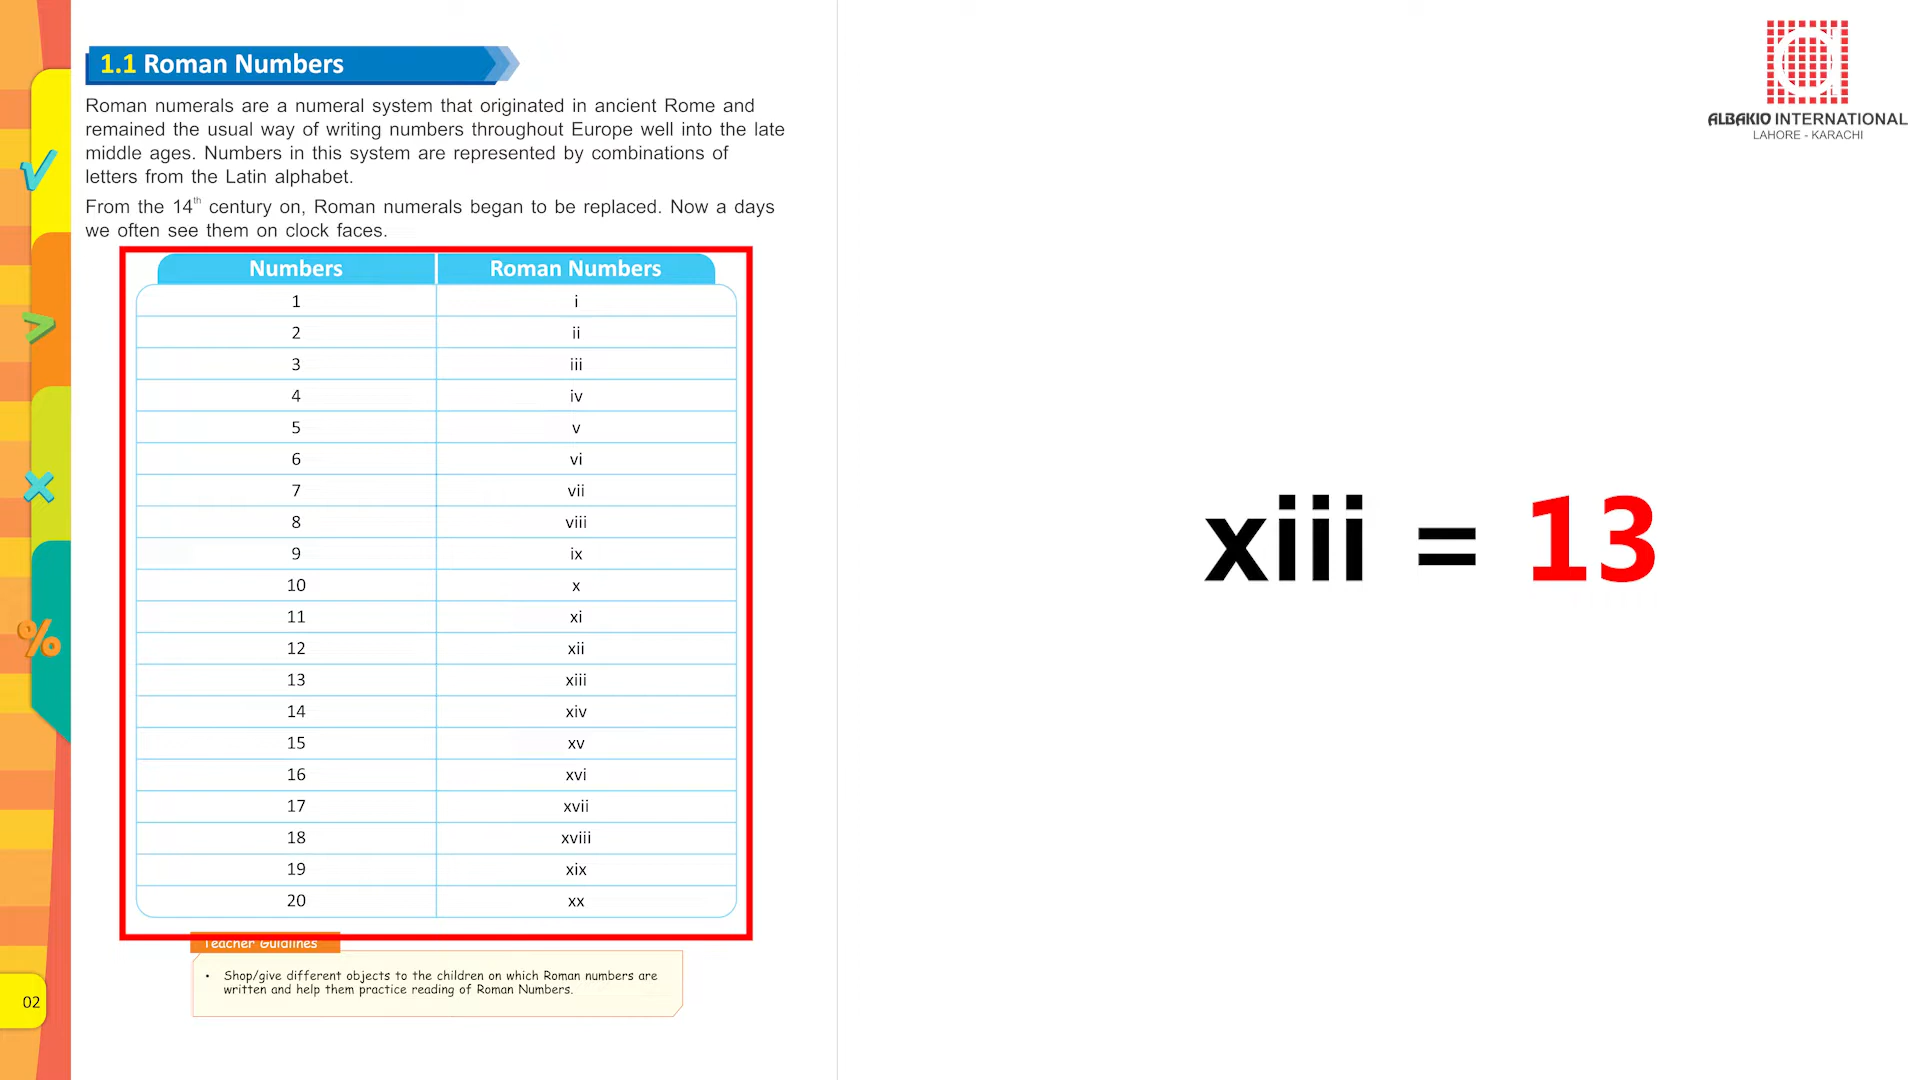 1.1 Roman Numbers
Roman numerals are a numeral system that originated in ancient Rome and
remained the usual way of writing numbers throughout Europe well into the late
middle ages. Numbers in this system are represented by combinations of
letters from the Latin alphabet.
From the 14th century on, Roman numerals began to be replaced. Now a days
we often see them on clock faces.
Numbers Roman Numbers
1 i
2 ii
3 iii
4 iv
5 v
6 vi
7 vii
8 viii
9 ix
10 x
11 xi
12 xii
13 xiii
14 xiv
15 xv
16 xvi
17 xvii
18 xviii
19 xix
20 xx
Teacher Guidlines
• Shop/give different objects to the children on which Roman numbers are
written and help them practice reading of Roman Numbers.
02
√
>
×
%
xiii = 13
ALBAKIO INTERNATIONAL
LAHORE - KARACHI